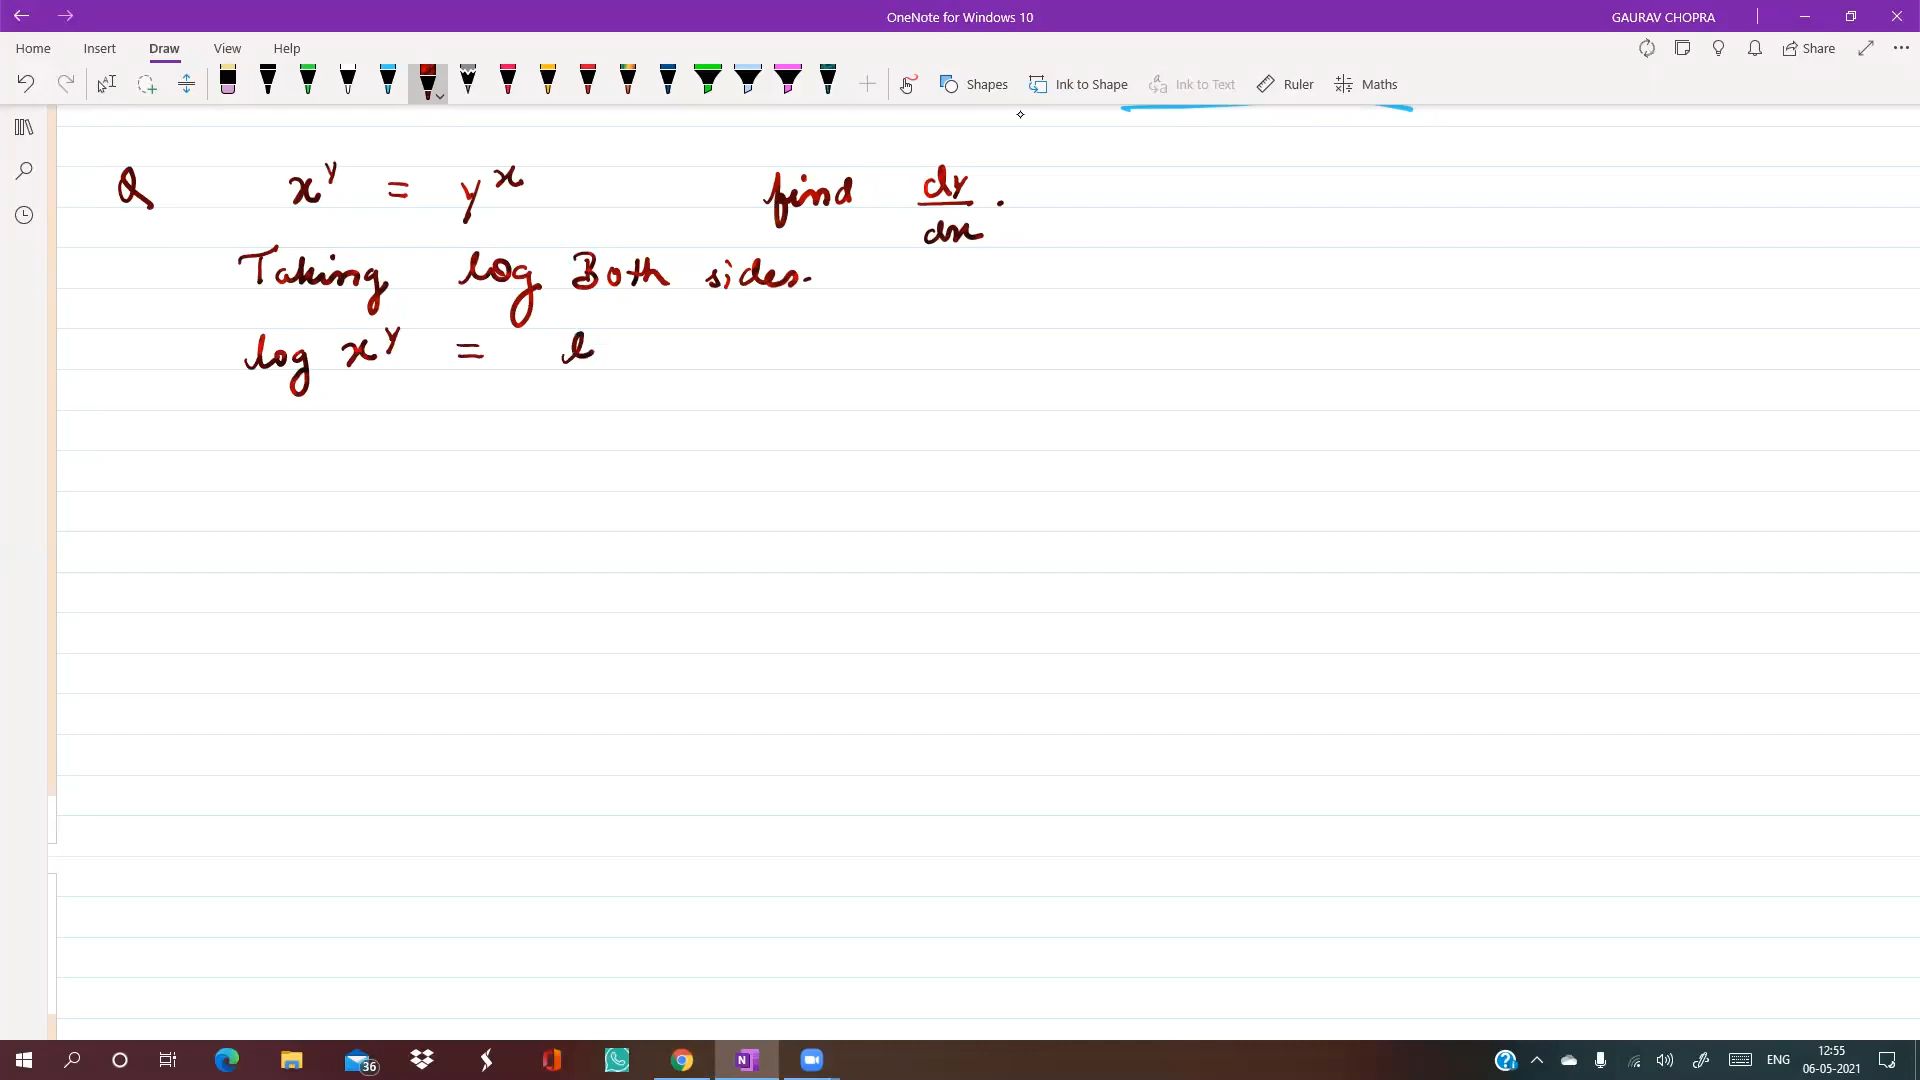 OneNote for Windows 10
GAURAV CHOPRA
Home Insert Draw View Help
Share
Shapes Ink to Shape Ink to Text Ruler Maths
Q x^y = y^x find dy/dx.
Taking log Both sides.
log x^y = l
36
ENG
12:55
06-05-2021